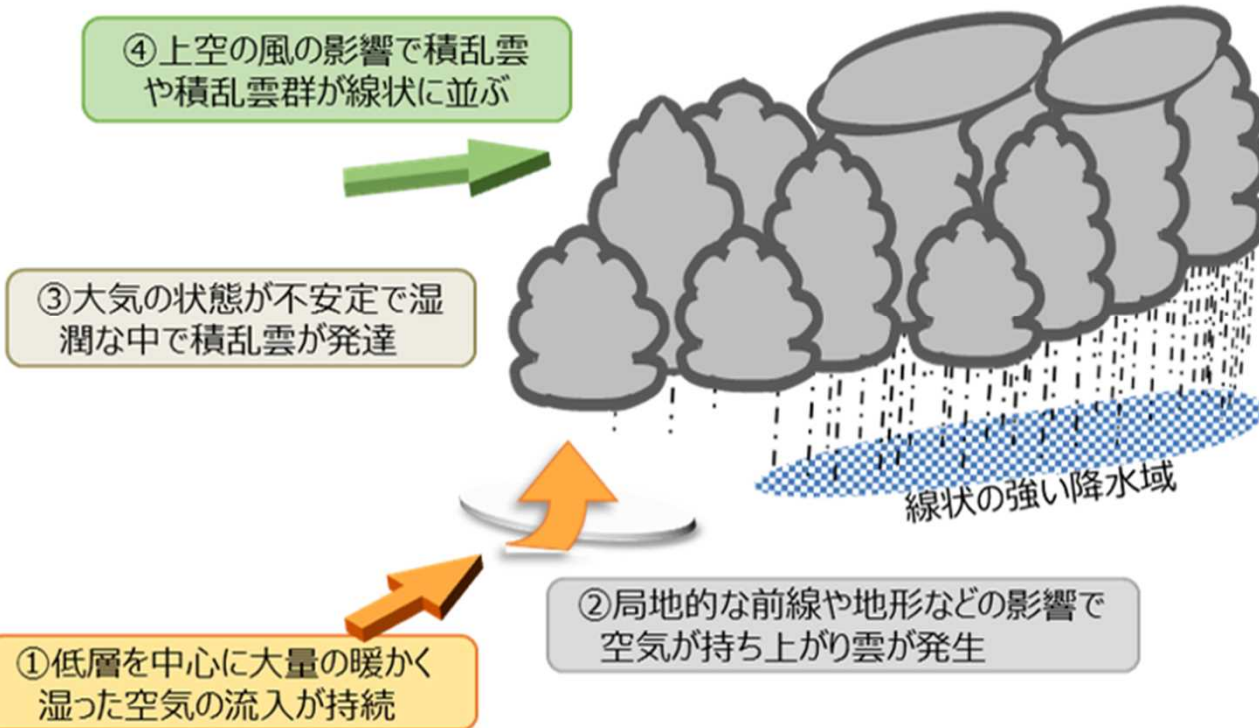 ④上空の風の影響で積乱雲
や積乱雲群が線状に並ぶ
③大気の状態が不安定で湿
潤な中で積乱雲が発達
線状の強い降水域
②局地的な前線や地形などの影響で
空気が持ち上がり雲が発生
①低層を中心に大量の暖かく
湿った空気の流入が持続